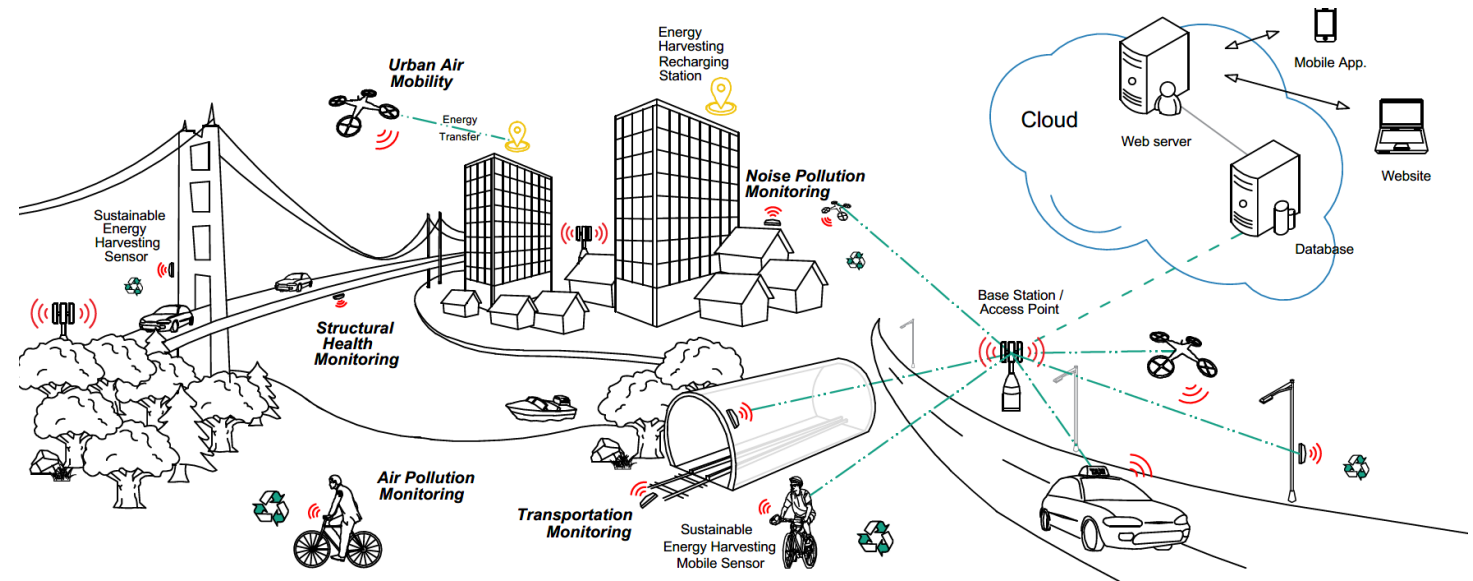 Urban Air
Mobility
Energy
Transfer
Energy
Harvesting
Recharging
Station
Cloud
Web server
Database
Mobile App.
Website
Sustainable
Energy
Harvesting
Sensor
Structural
Health
Monitoring
Noise Pollution
Monitoring
Base Station /
Access Point
Air Pollution
Monitoring
Transportation
Monitoring
Sustainable
Energy Harvesting
Mobile Sensor
TAXI